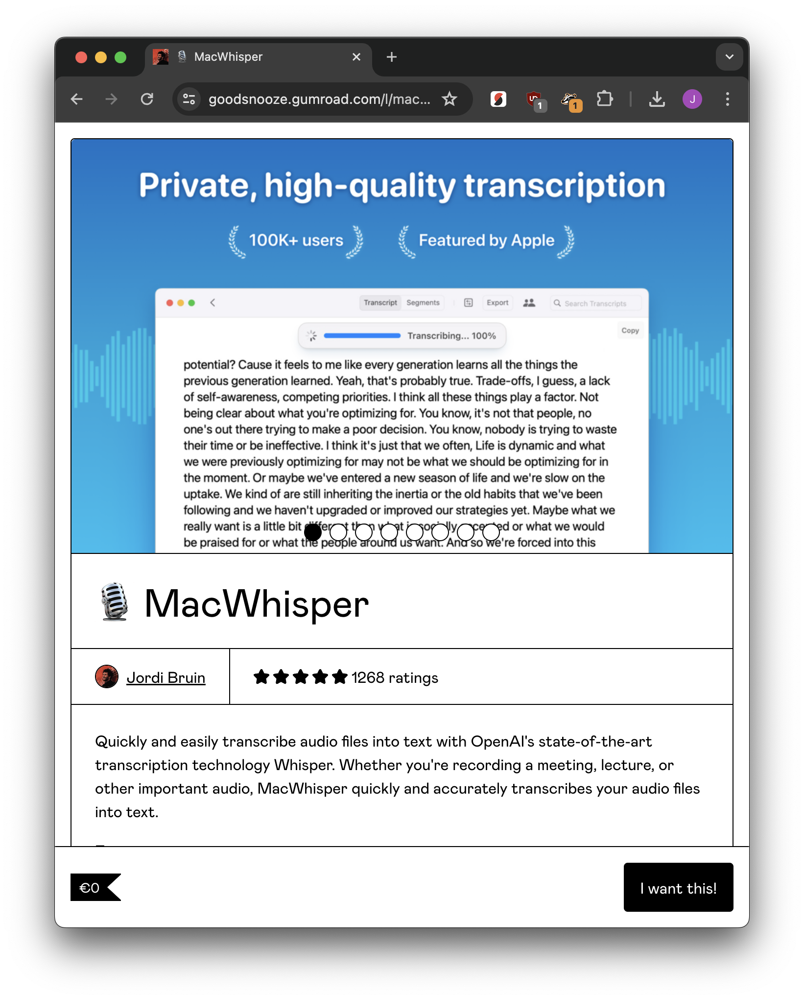 MacWhisper
goodsnooze.gumroad.com/l/mac...
1
1
J
Private, high-quality transcription
100K+ users
Featured by Apple
Transcript
Segments
Export
Search Transcripts
Transcribing... 100%
Copy
potential? Cause it feels to me like every generation learns all the things the
previous generation learned. Yeah, that's probably true. Trade-offs, I guess, a lack
of self-awareness, competing priorities. I think all these things play a factor. Not
being clear about what you're optimizing for. You know, it's not that people, no
one's out there trying to make a poor decision. You know, nobody is trying to waste
their time or be ineffective. I think it's just that we often, Life is dynamic and what
we were previously optimizing for may not be what we should be optimizing for in
the moment. Or maybe we've entered a new season of life and we're slow on the
uptake. We kind of are still inheriting the inertia or the old habits that we've been
following and we haven't upgraded or improved our strategies yet. Maybe what we
really want is a little bit different than what is socially accepted or what we would
be praised for or what the people around us want. And so we're forced into this
MacWhisper
Jordi Bruin
1268 ratings
Quickly and easily transcribe audio files into text with OpenAI's state-of-the-art
transcription technology Whisper. Whether you're recording a meeting, lecture, or
other important audio, MacWhisper quickly and accurately transcribes your audio files
into text.
€0
I want this!